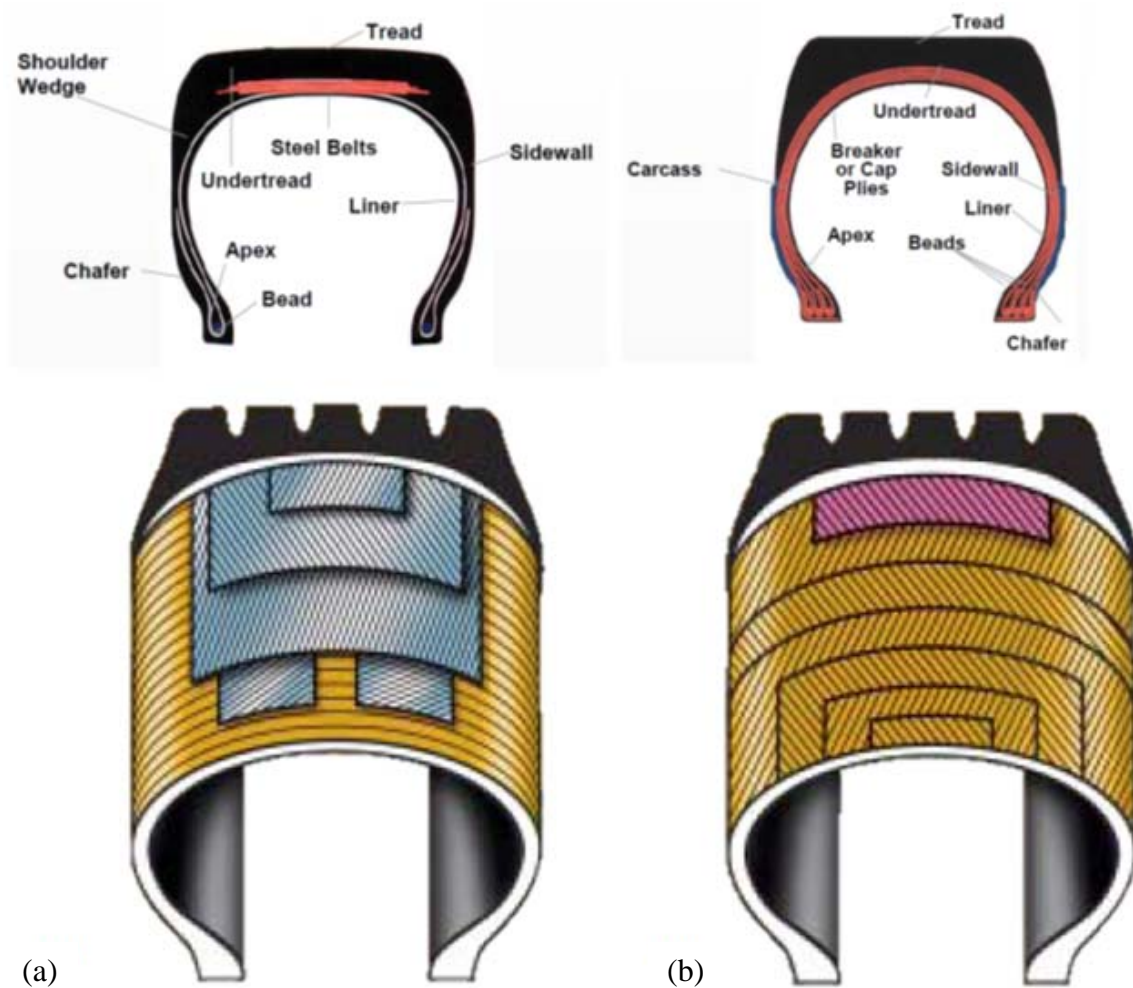 Tread
Shoulder
Wedge
Steel Belts
Sidewall
Undertread
Liner
Apex
Chafer
Bead
Tread
Undertread
Breaker
or Cap
Plies
Carcass
Sidewall
Liner
Apex
Beads
Chafer
(a)
(b)